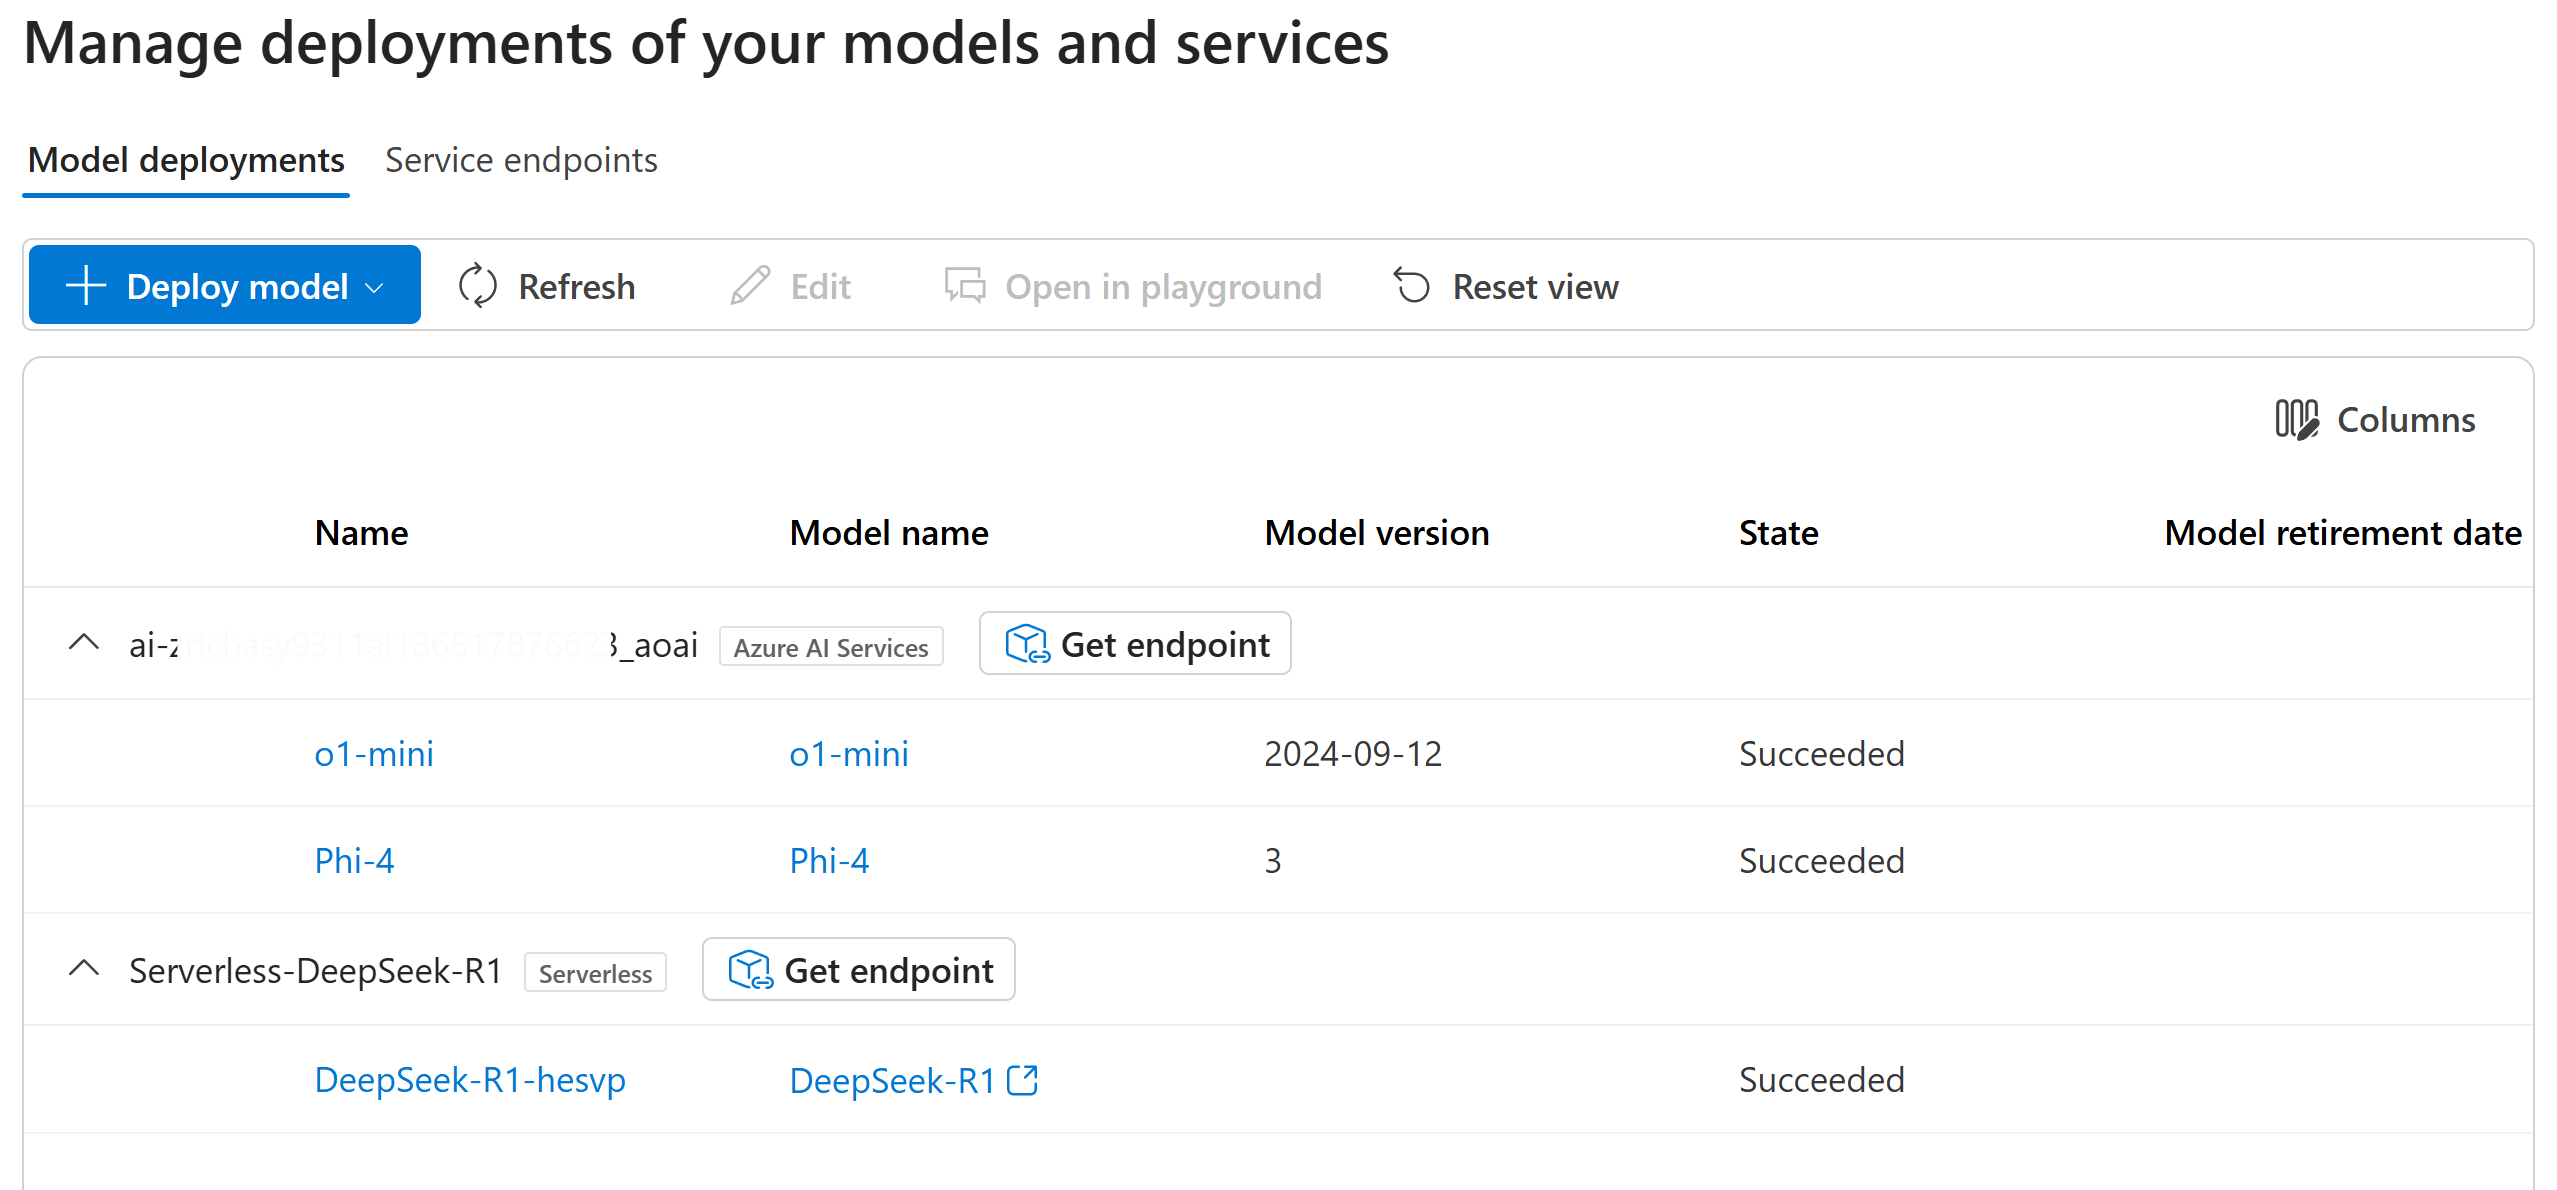 Manage deployments of your models and services
Model deployments Service endpoints
Deploy model Refresh Edit Open in playground Reset view
Columns
Name Model name Model version State Model retirement date
_aoai Azure AI Services Get endpoint
o1-mini o1-mini 2024-09-12 Succeeded
Phi-4 Phi-4 3 Succeeded
Serverless-DeepSeek-R1 Serverless Get endpoint
DeepSeek-R1-hesvp DeepSeek-R1 Succeeded